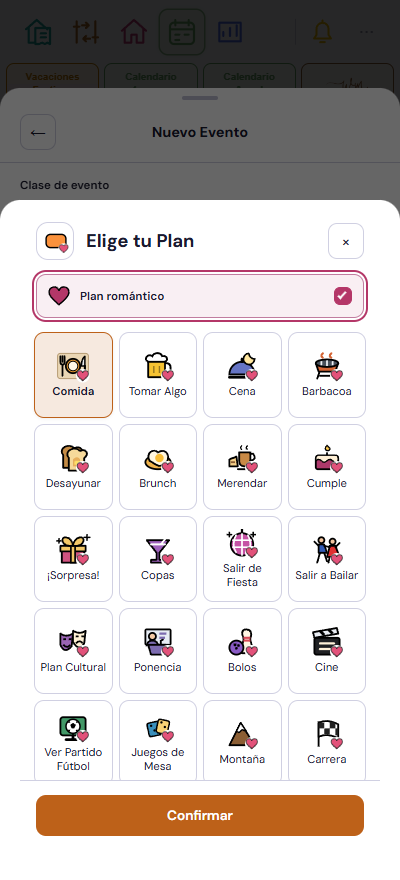 Vacaciones
Calendario
Calendario
Nuevo Evento
Clase de evento
Elige tu Plan
Plan romántico
Comida
Tomar Algo
Cena
Barbacoa
Desayunar
Brunch
Merendar
Cumple
¡Sorpresa!
Copas
Salir de
Fiesta
Salir a Bailar
Plan Cultural
Ponencia
Bolos
Cine
Ver Partido
Fútbol
Juegos de
Mesa
Montaña
Carrera
Confirmar